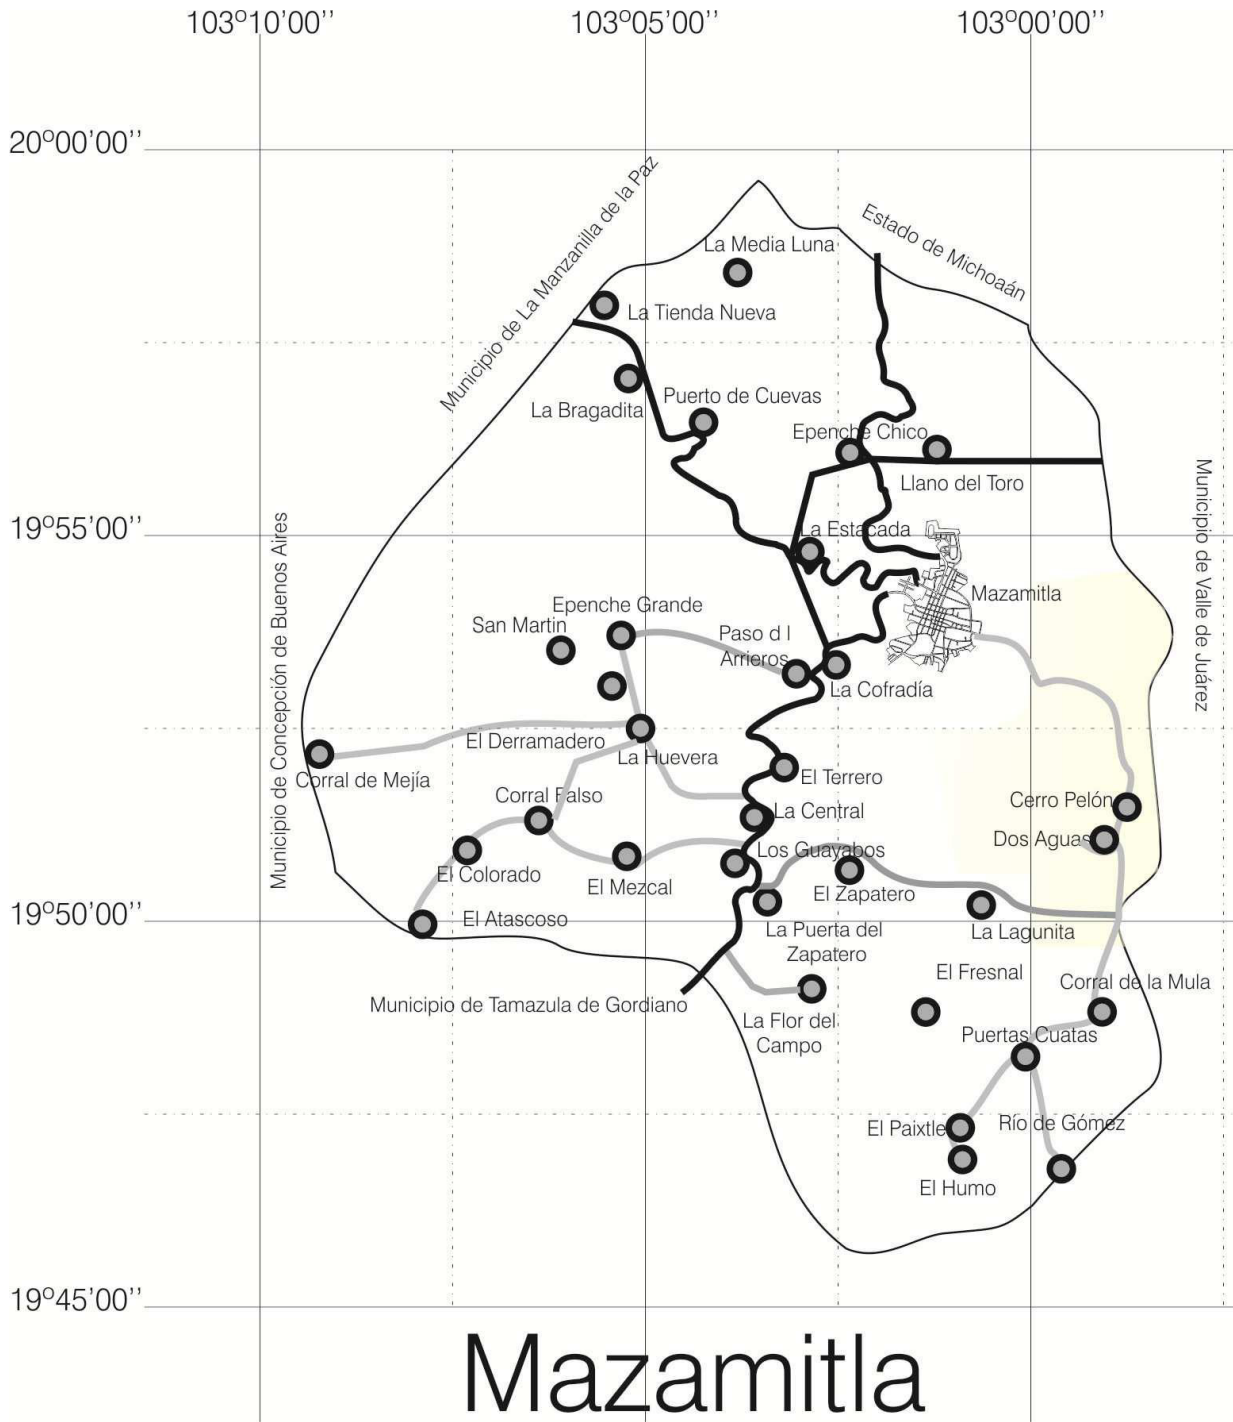 103º10'00'' 103º05'00'' 103º00'00''
20º00'00''
Municipio de La Manzanilla de la Paz
Estado de Michoaán
La Media Luna
La Tienda Nueva
La Bragadita
Puerto de Cuevas
Epenche Chico
Llano del Toro
19º55'00''
La Estacada
Municipio de Concepción de Buenos Aires
Municipio de Valle de Juárez
Mazamitla
Epenche Grande
San Martin
Paso d l
Arrieros
La Cofradía
El Derramadero
La Huevera
Corral de Mejía
El Terrero
Corral Falso
La Central
Cerro Pelón
Dos Aguas
Los Guayabos
El Colorado
El Mezcal
El Zapatero
19º50'00''
El Atascoso
La Puerta del
Zapatero
La Lagunita
El Fresnal
Corral de la Mula
Municipio de Tamazula de Gordiano
La Flor del
Campo
Puertas Cuatas
El Paixtle
Río de Gómez
El Humo
19º45'00''
Mazamitla